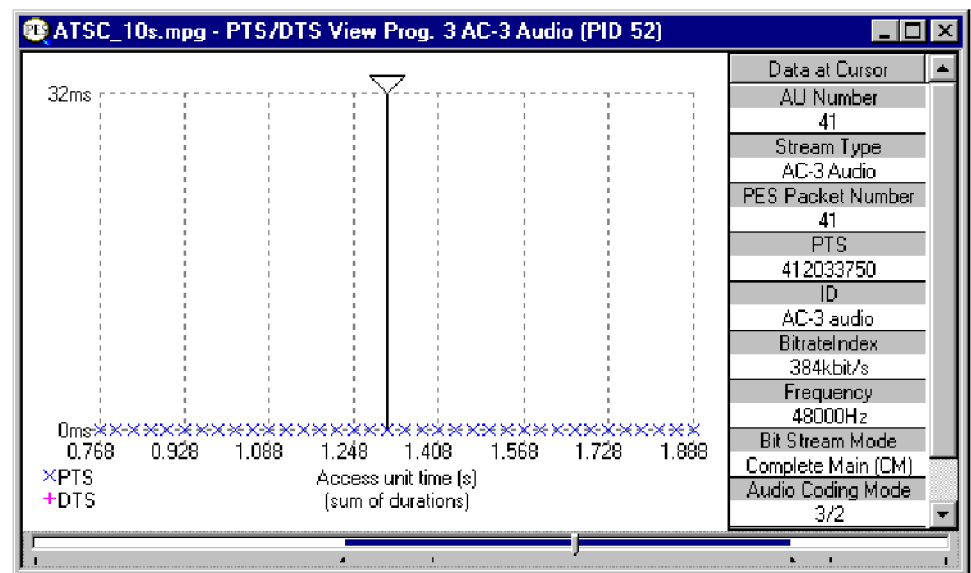 PES ATSC_10s.mpg - PTS/DTS View Prog. 3 AC-3 Audio (PID 52)
32ms
0ms
0.768 0.928 1.088 1.248 1.408 1.568 1.728 1.888
×PTS
+DTS
Access unit time (s)
(sum of durations)
Data at Cursor
AU Number
41
Stream Type
AC-3 Audio
PES Packet Number
41
PTS
412033750
ID
AC-3 audio
BitrateIndex
384kbit/s
Frequency
48000Hz
Bit Stream Mode
Complete Main (CM)
Audio Coding Mode
3/2